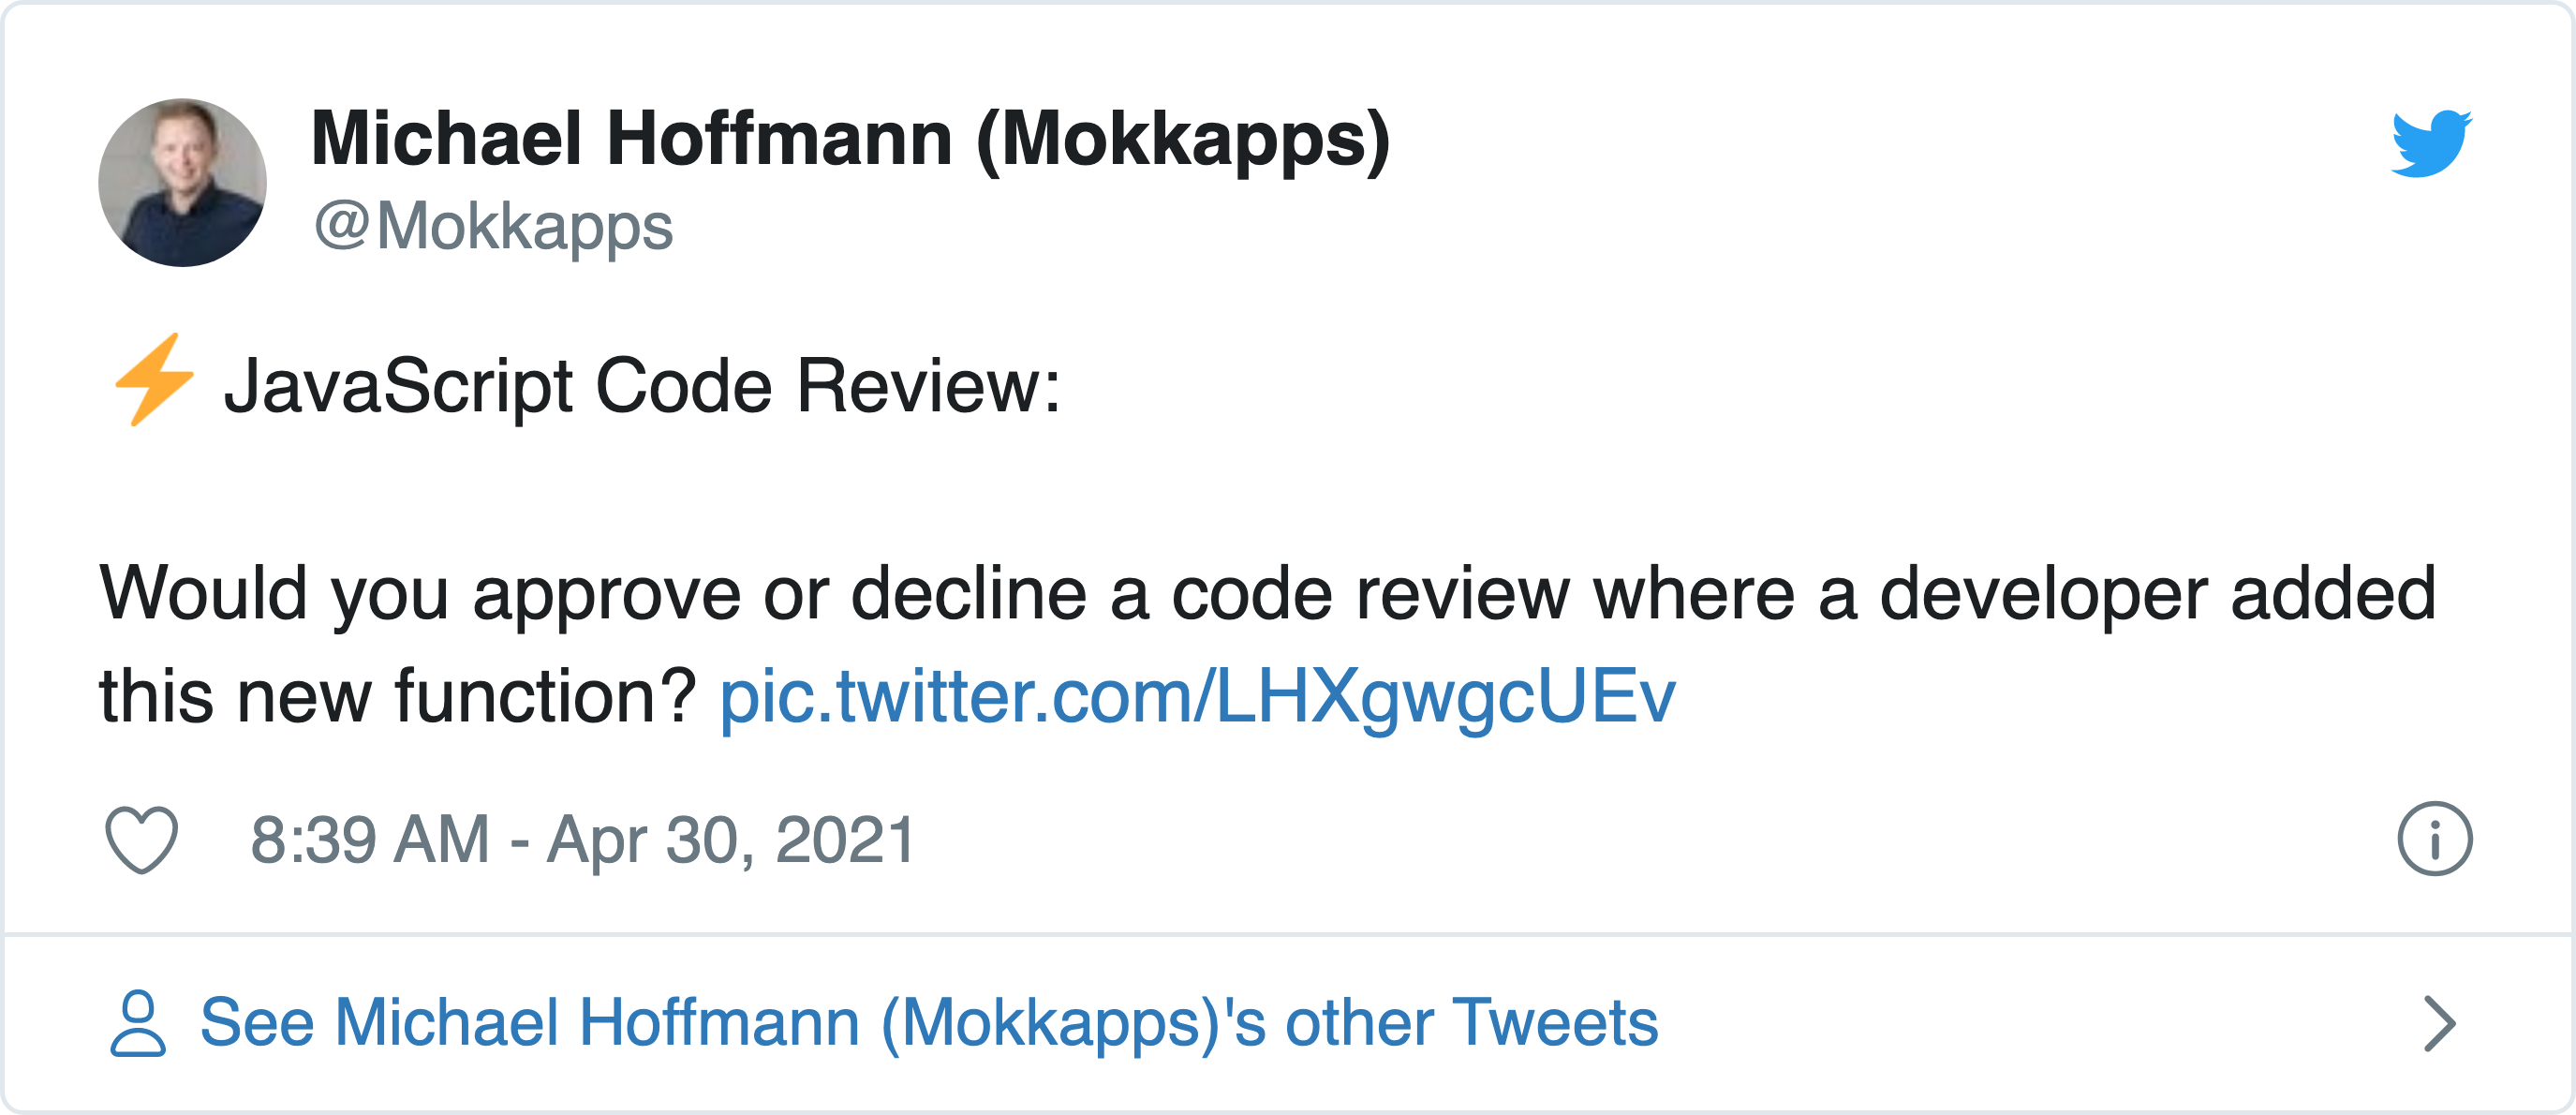 Michael Hoffmann (Mokkapps)
@Mokkapps
⚡ JavaScript Code Review:
Would you approve or decline a code review where a developer added
this new function? pic.twitter.com/LHXgwgcUEv
8:39 AM - Apr 30, 2021
See Michael Hoffmann (Mokkapps)'s other Tweets